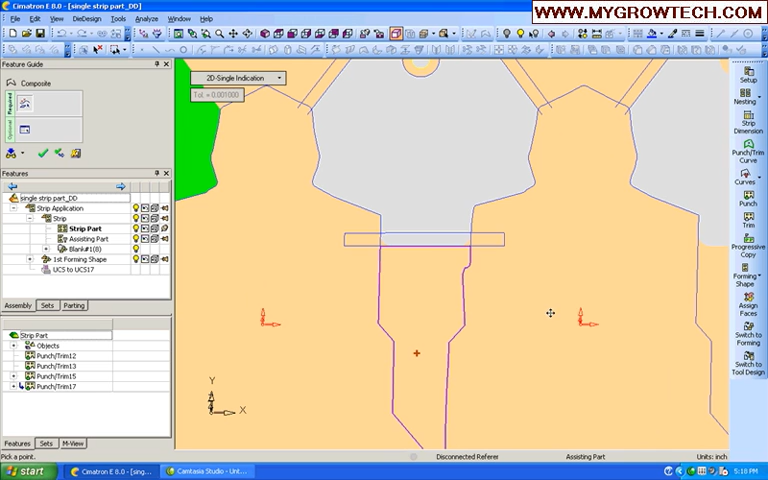 Cimatron E 8.0 - [single strip part_DD]
WWW.MYGROWTECH.COM
File Edit View DieDesign Tools Analyze Window Help
Feature Guide
Composite
Required
Optional
2D-Single Indication
Tol. = 0.001000
Features
single strip part_DD
Strip Application
Strip
Strip Part
Assisting Part
Blank#1(8)
1st Forming Shape
UCS to UCS17
Assembly Sets Parting
Strip Part
Objects
Punch/Trim12
Punch/Trim13
Punch/Trim15
Punch/Trim17
Features Sets M-View
Y
X
Setup
Nesting
Strip Dimension
Punch/Trim Curve
Curves
Punch
Trim
Progressive Copy
Forming Shape
Assign Faces
Switch to Forming
Switch to Tool Design
Pick a point.
Disconnected Referer
Assisting Part
Units: inch
start
Cimatron E 8.0 - [sing...
Camtasia Studio - Unt...
5:18 PM